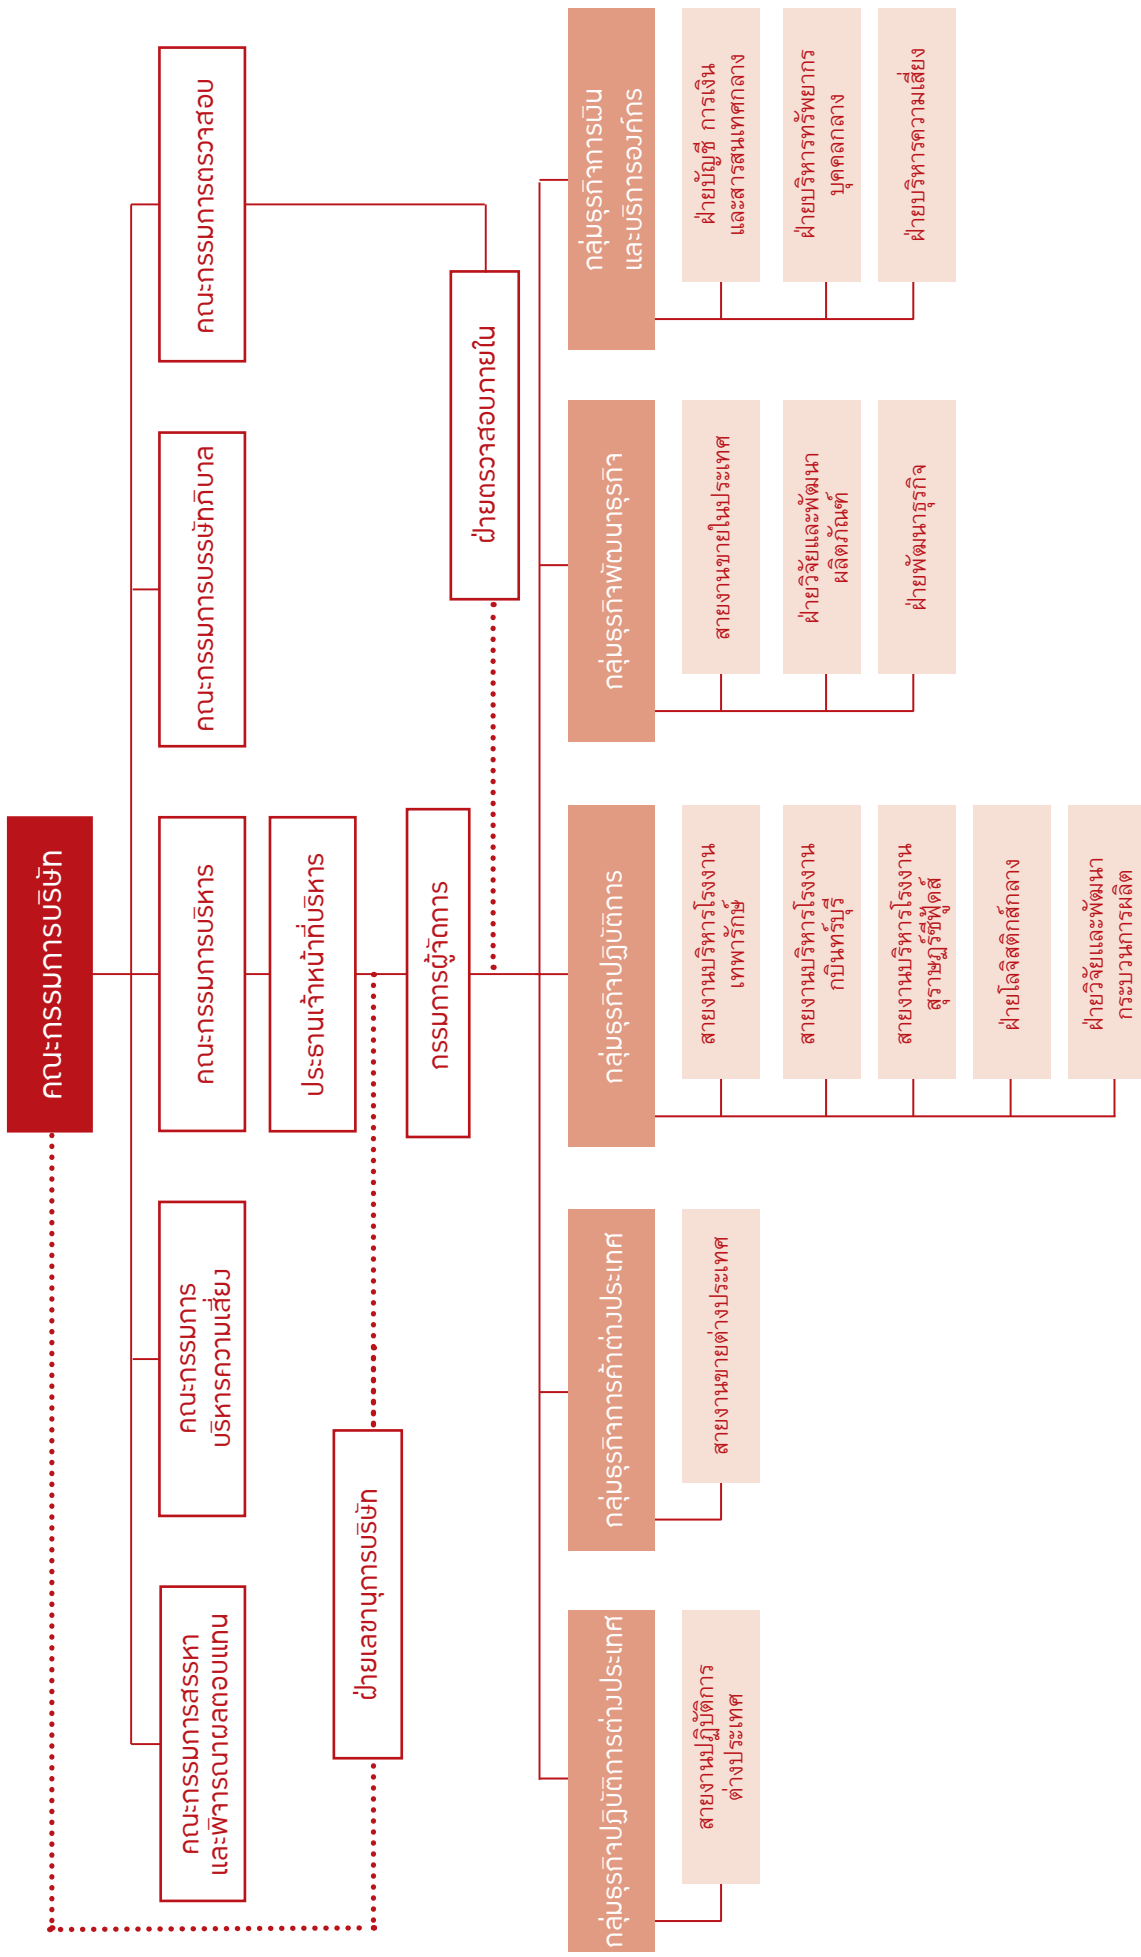 คณะกรรมการบริษัท
คณะกรรมการสรรหา
และพิจารณาผลตอบแทน
คณะกรรมการ
บริหารความเสี่ยง
คณะกรรมการบริหาร
คณะกรรมการบรรษัทภิบาล
คณะกรรมการตรวจสอบ
ประธานเจ้าหน้าที่บริหาร
ฝ่ายเลขานุการบริษัท
กรรมการผู้จัดการ
ฝ่ายตรวจสอบภายใน
กลุ่มธุรกิจปฏิบัติการต่างประเทศ
สายงานปฏิบัติการ
ต่างประเทศ
กลุ่มธุรกิจการค้าต่างประเทศ
สายงานขายต่างประเทศ
กลุ่มธุรกิจปฏิบัติการ
สายงานบริหารโรงงาน
เทพารักษ์
สายงานบริหารโรงงาน
กบินทร์บุรี
สายงานบริหารโรงงาน
สุราษฎร์ซีฟู้ดส์
ฝ่ายโลจิสติกส์กลาง
ฝ่ายวิจัยและพัฒนา
กระบวนการผลิต
กลุ่มธุรกิจพัฒนาธุรกิจ
สายงานขายในประเทศ
ฝ่ายวิจัยและพัฒนา
ผลิตภัณฑ์
ฝ่ายพัฒนาธุรกิจ
กลุ่มธุรกิจการเงิน
และบริการองค์กร
ฝ่ายบัญชี การเงิน
และสารสนเทศกลาง
ฝ่ายบริหารทรัพยากร
บุคคลกลาง
ฝ่ายบริหารความเสี่ยง